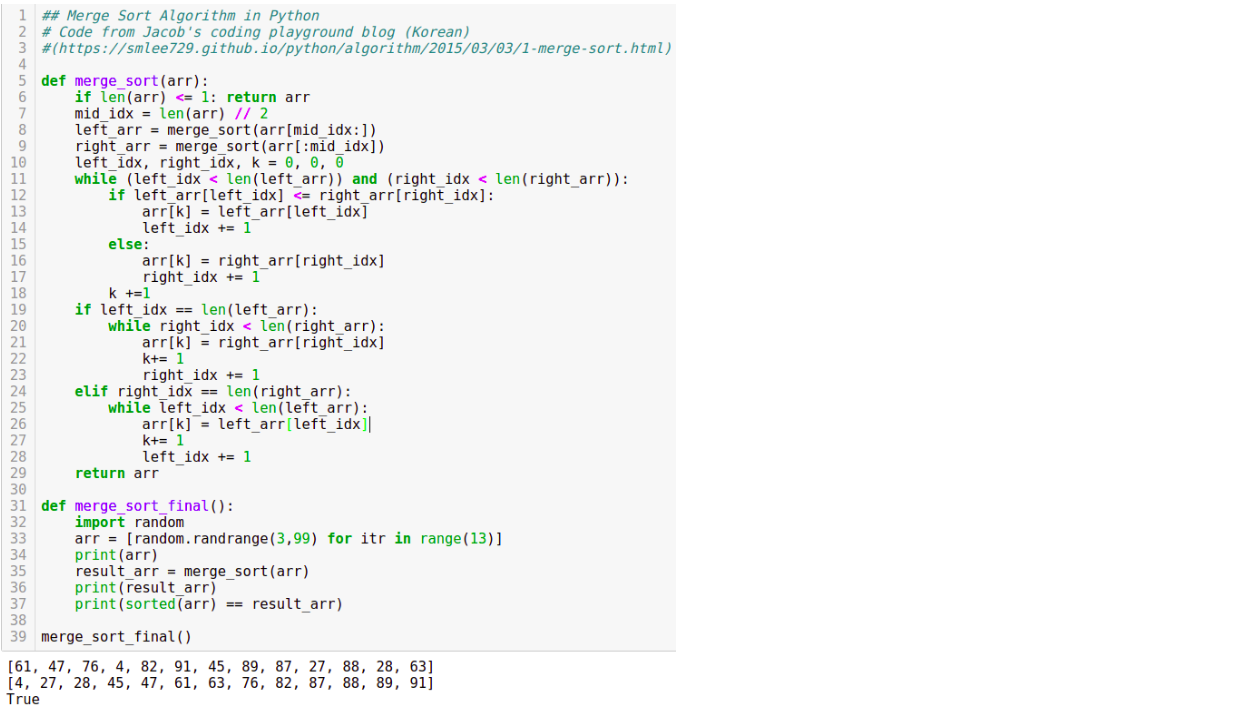 1 ## Merge Sort Algorithm in Python
2 # Code from Jacob's coding playground blog (Korean)
3 #(https://smlee729.github.io/python/algorithm/2015/03/03/1-merge-sort.html)
4
5 def merge_sort(arr):
6     if len(arr) <= 1: return arr
7     mid_idx = len(arr) // 2
8     left_arr = merge_sort(arr[mid_idx:])
9     right_arr = merge_sort(arr[:mid_idx])
10     left_idx, right_idx, k = 0, 0, 0
11     while (left_idx < len(left_arr)) and (right_idx < len(right_arr)):
12         if left_arr[left_idx] <= right_arr[right_idx]:
13             arr[k] = left_arr[left_idx]
14             left_idx += 1
15         else:
16             arr[k] = right_arr[right_idx]
17             right_idx += 1
18         k +=1
19     if left_idx == len(left_arr):
20         while right_idx < len(right_arr):
21             arr[k] = right_arr[right_idx]
22             k+= 1
23             right_idx += 1
24     elif right_idx == len(right_arr):
25         while left_idx < len(left_arr):
26             arr[k] = left_arr[left_idx]
27             k+= 1
28             left_idx += 1
29     return arr
30
31 def merge_sort_final():
32     import random
33     arr = [random.randrange(3,99) for itr in range(13)]
34     print(arr)
35     result_arr = merge_sort(arr)
36     print(result_arr)
37     print(sorted(arr) == result_arr)
38
39 merge_sort_final()
[61, 47, 76, 4, 82, 91, 45, 89, 87, 27, 88, 28, 63]
[4, 27, 28, 45, 47, 61, 63, 76, 82, 87, 88, 89, 91]
True